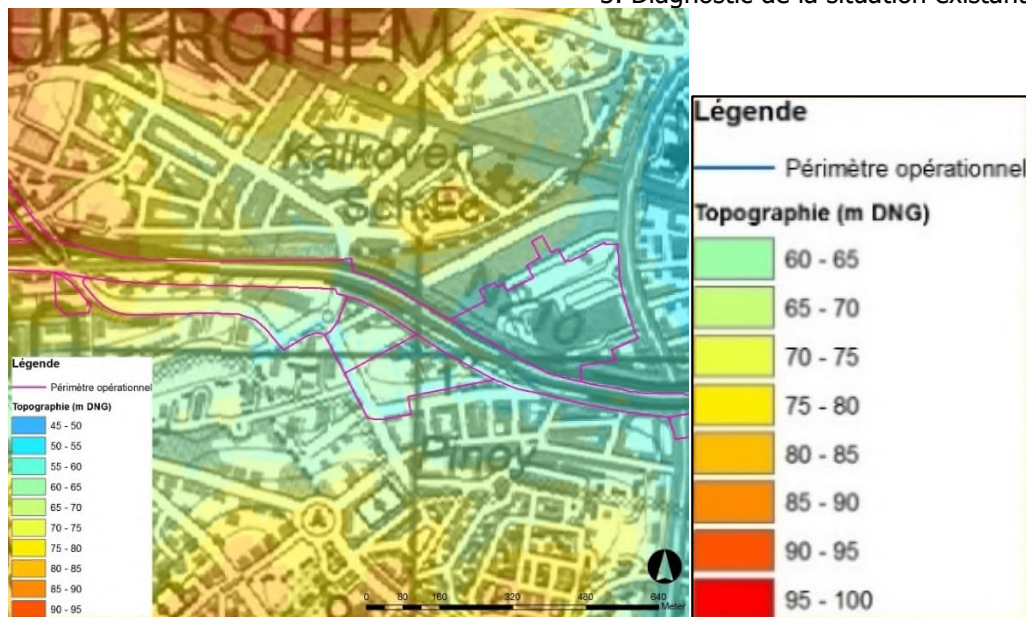 3. Diagnostic de la situation existan
UDERGHEM
Kalkoven
Sch.Ec.
Pinoy
Légende
Périmètre opérationnel
Topographie (m DNG)
45 - 50
50 - 55
55 - 60
60 - 65
65 - 70
70 - 75
75 - 80
80 - 85
85 - 90
90 - 95
0 80 160 320 480 640
Meter
Légende
Périmètre opérationnel
Topographie (m DNG)
60 - 65
65 - 70
70 - 75
75 - 80
80 - 85
85 - 90
90 - 95
95 - 100